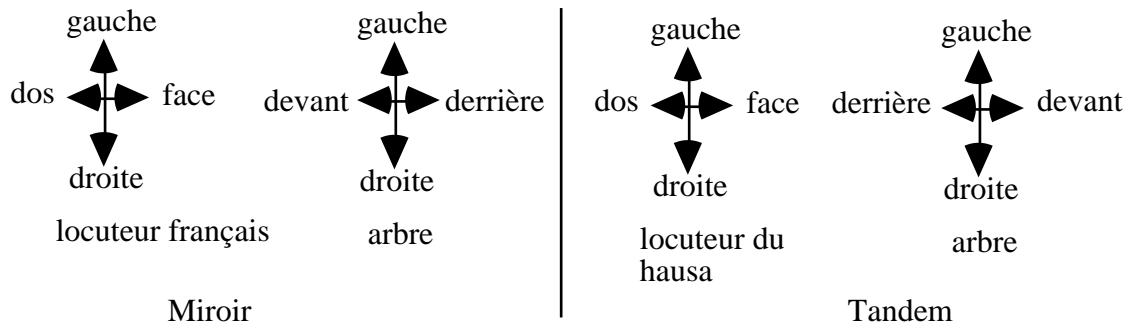 gauche
dos
face
droite
locuteur français
gauche
devant
derrière
droite
arbre
Miroir
gauche
dos
face
droite
locuteur du
hausa
gauche
derrière
devant
droite
arbre
Tandem